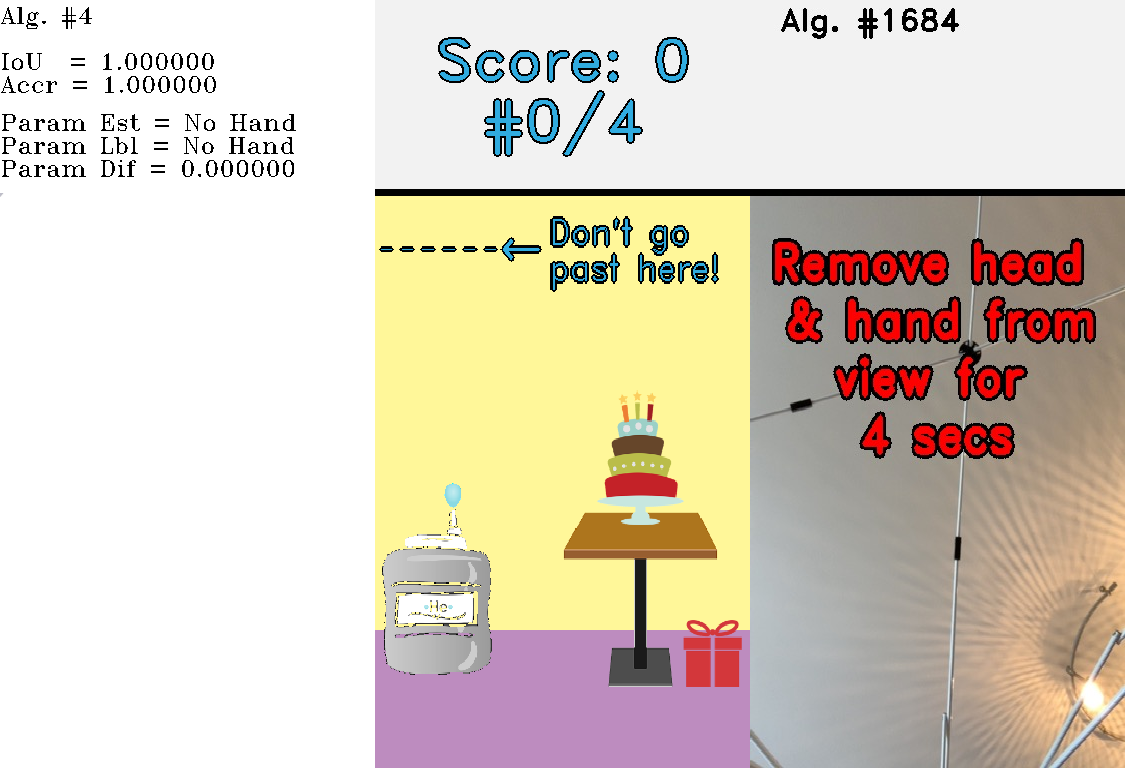 Alg. #4
IoU = 1.000000
Accr = 1.000000
Param Est = No Hand
Param Lbl = No Hand
Param Dif = 0.000000
Score: 0
#0/4
Alg. #1684
Don't go
past here!
Remove head
& hand from
view for
4 secs